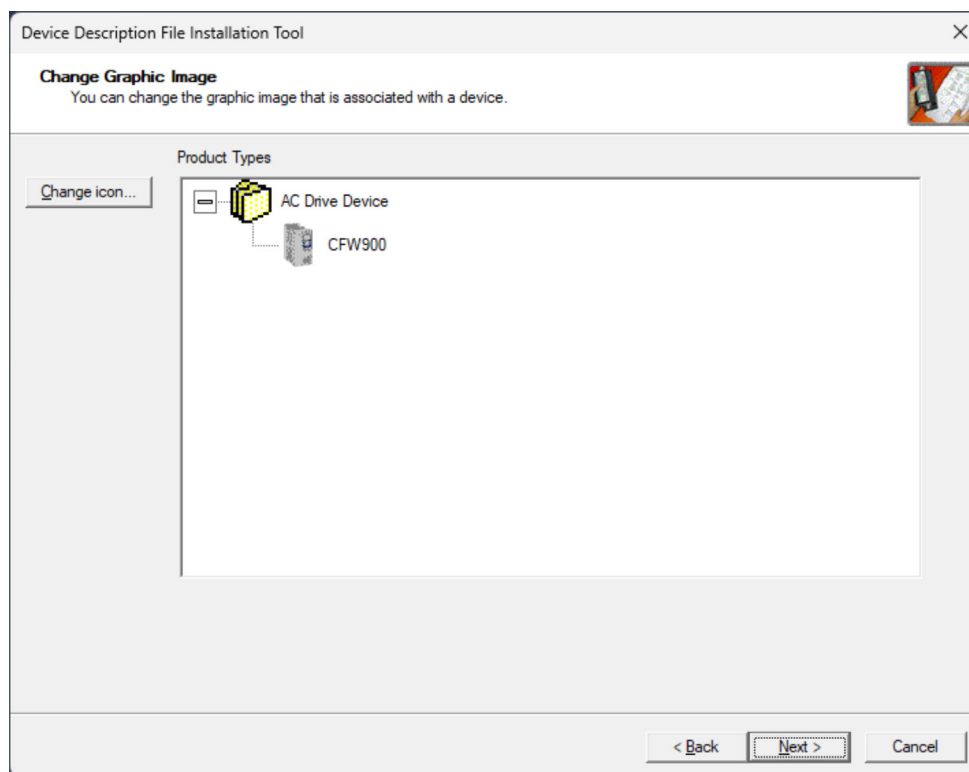 Device Description File Installation Tool
Change Graphic Image
You can change the graphic image that is associated with a device.
Product Types
Change icon...
AC Drive Device
CFW900
< Back
Next >
Cancel